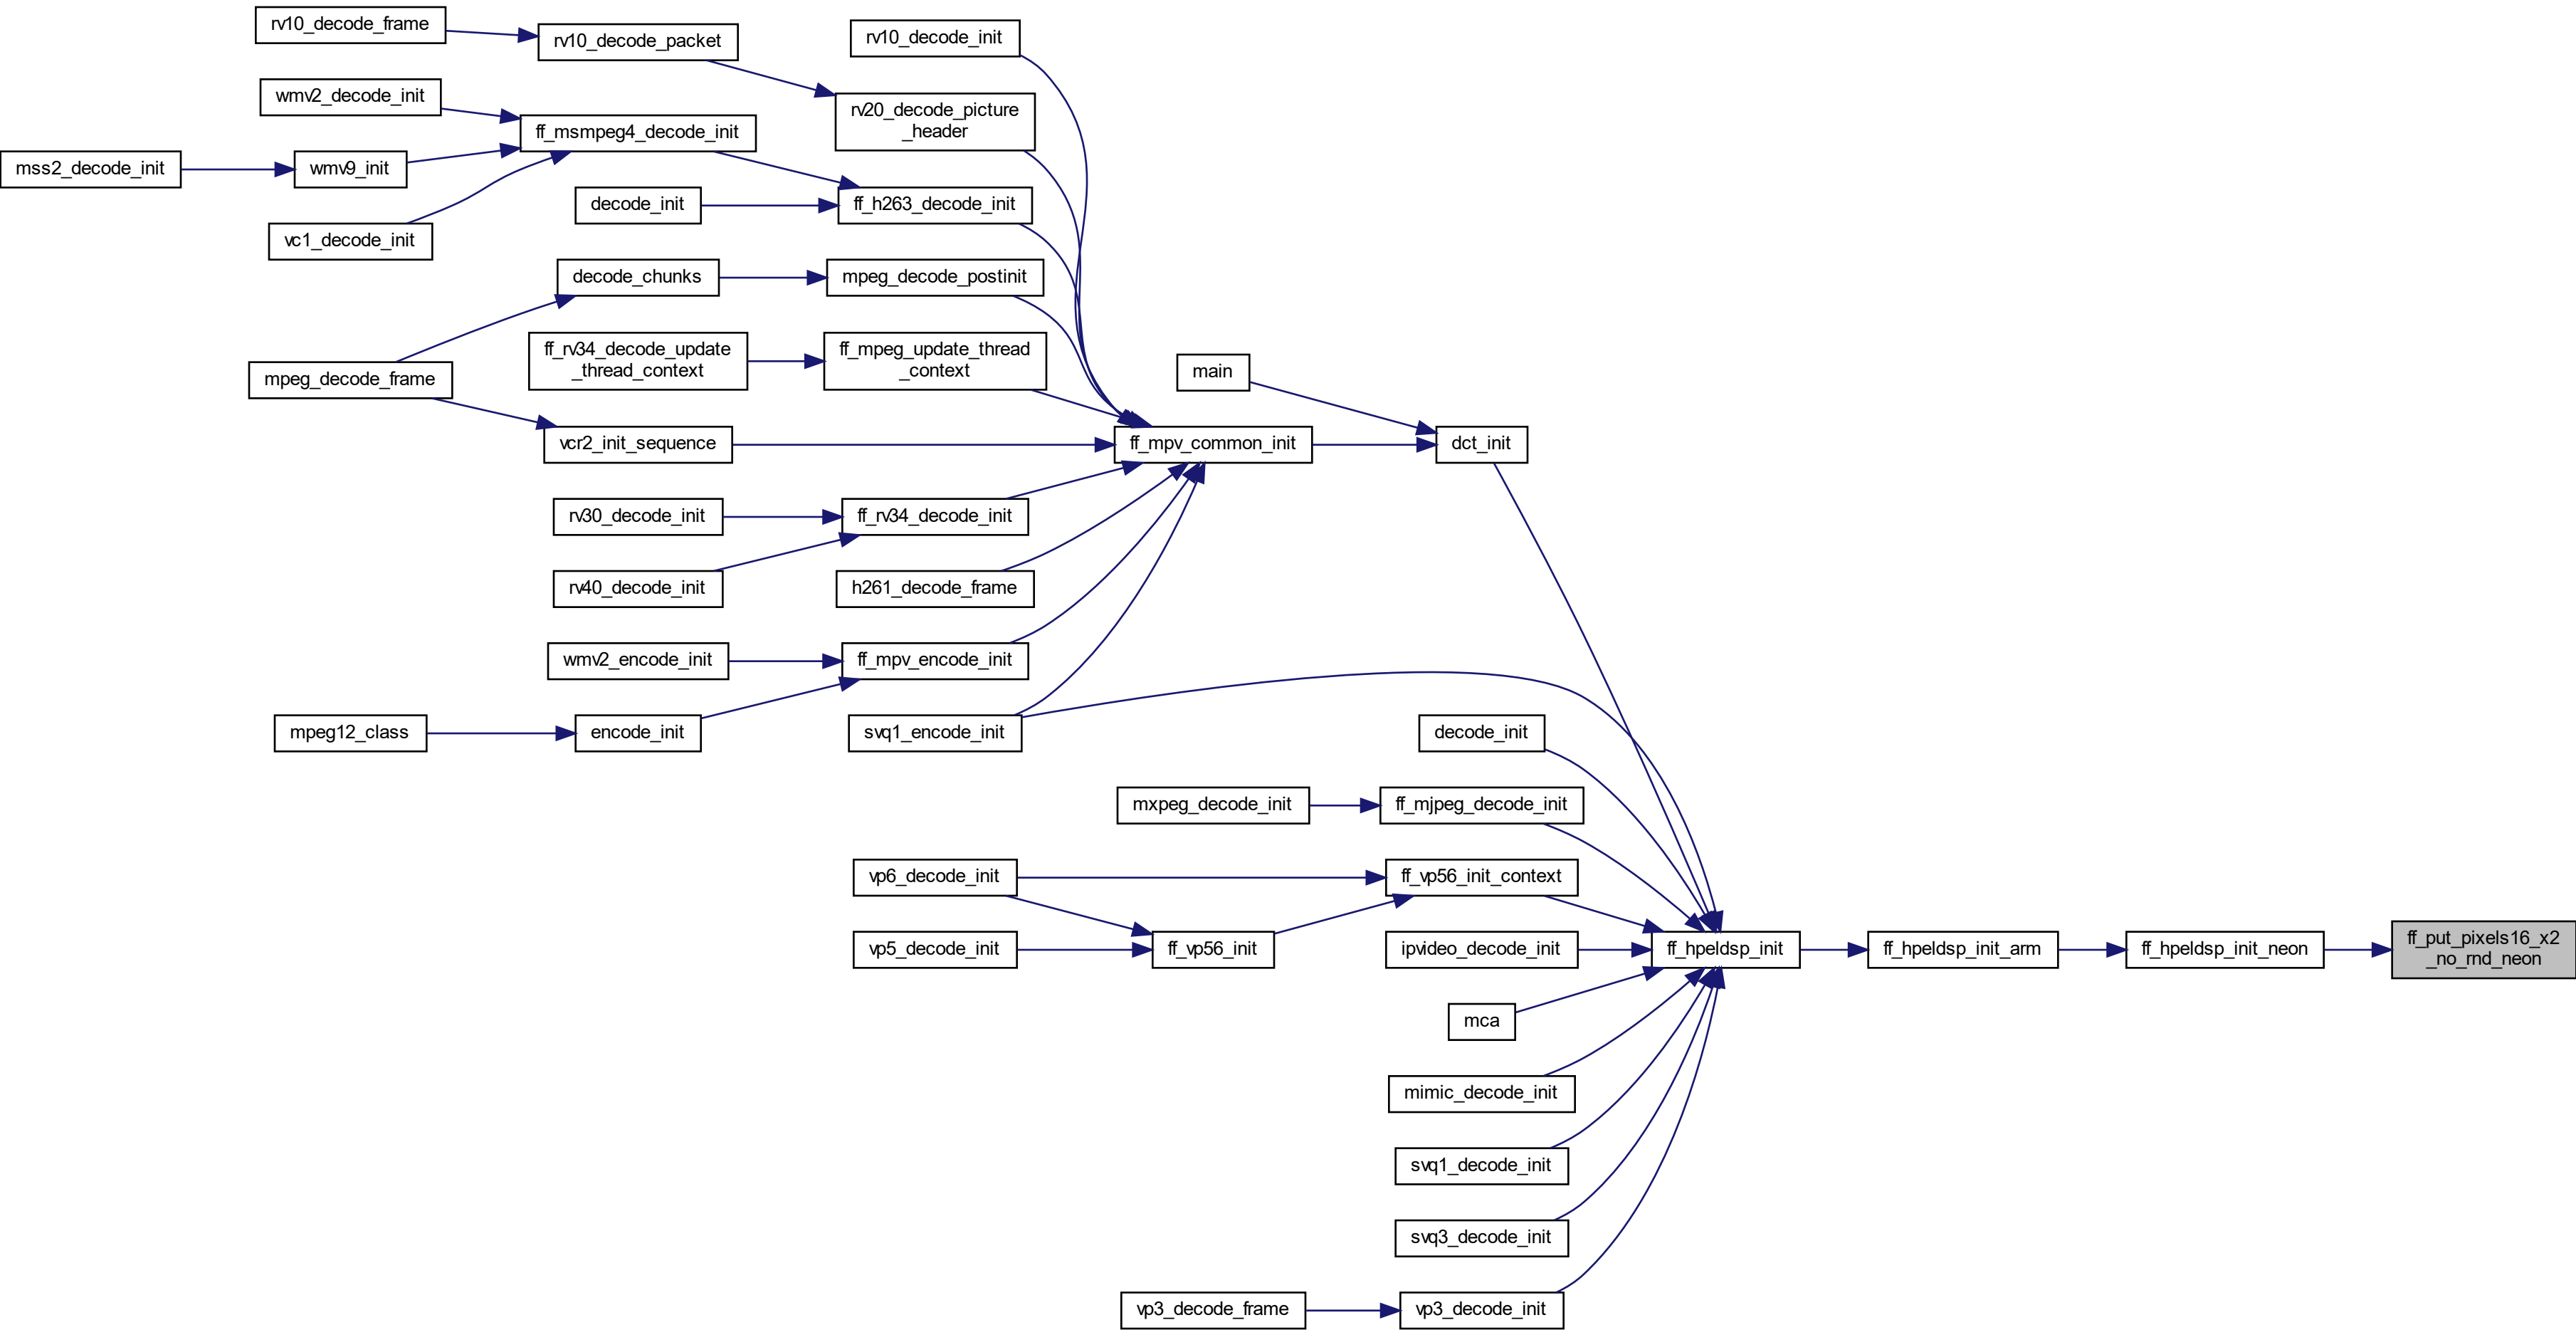 rv10_decode_frame
rv10_decode_packet
rv10_decode_init
wmv2_decode_init
rv20_decode_picture
_header
ff_msmpeg4_decode_init
mss2_decode_init
wmv9_init
decode_init
ff_h263_decode_init
vc1_decode_init
decode_chunks
mpeg_decode_postinit
ff_rv34_decode_update
_thread_context
ff_mpeg_update_thread
_context
main
mpeg_decode_frame
vcr2_init_sequence
ff_mpv_common_init
dct_init
rv30_decode_init
ff_rv34_decode_init
rv40_decode_init
h261_decode_frame
wmv2_encode_init
ff_mpv_encode_init
mpeg12_class
encode_init
svq1_encode_init
decode_init
mxpeg_decode_init
ff_mjpeg_decode_init
vp6_decode_init
ff_vp56_init_context
vp5_decode_init
ff_vp56_init
ipvideo_decode_init
ff_hpeldsp_init
ff_hpeldsp_init_arm
ff_hpeldsp_init_neon
ff_put_pixels16_x2
_no_rnd_neon
mca
mimic_decode_init
svq1_decode_init
svq3_decode_init
vp3_decode_frame
vp3_decode_init